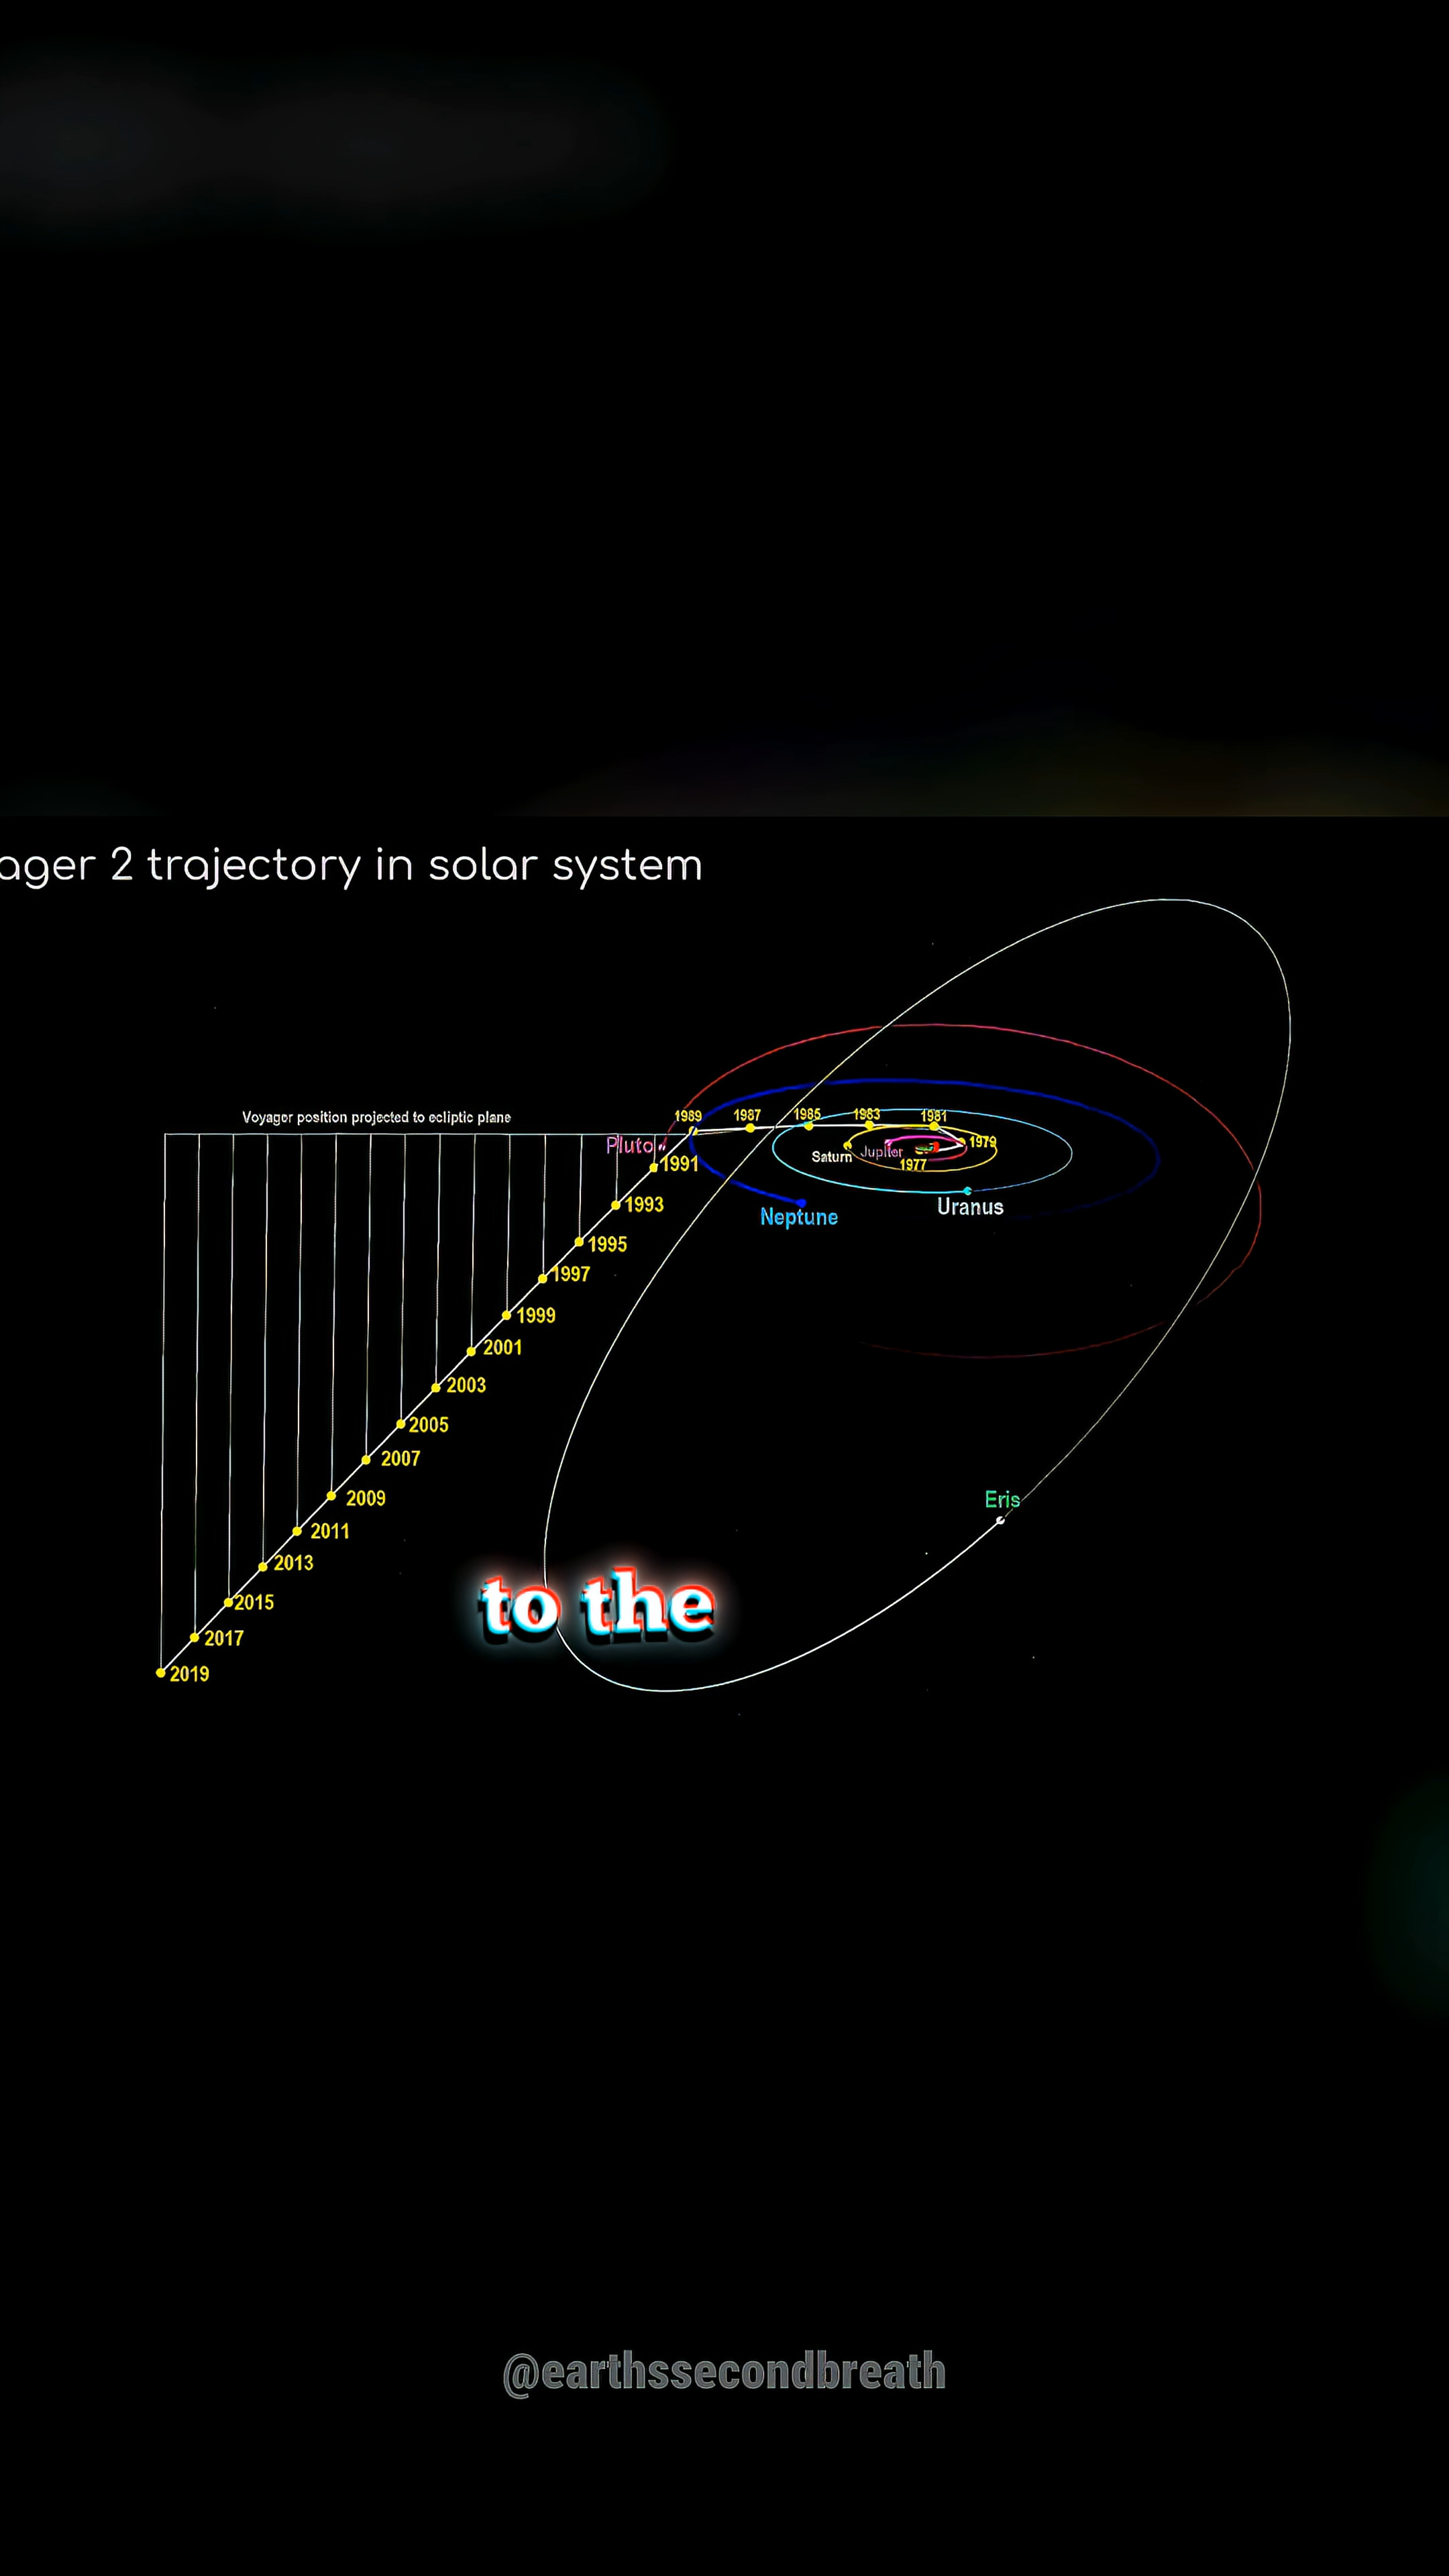 ager 2 trajectory in solar system
Voyager position projected to ecliptic plane
1989
1987
1985
1983
1981
Pluto
Saturn
Jupiter
1979
1977
1991
Neptune
Uranus
1993
1995
1997
1999
2001
2003
2005
2007
2009
Eris
2011
2013
to the
2015
2017
2019
@earthssecondbreath